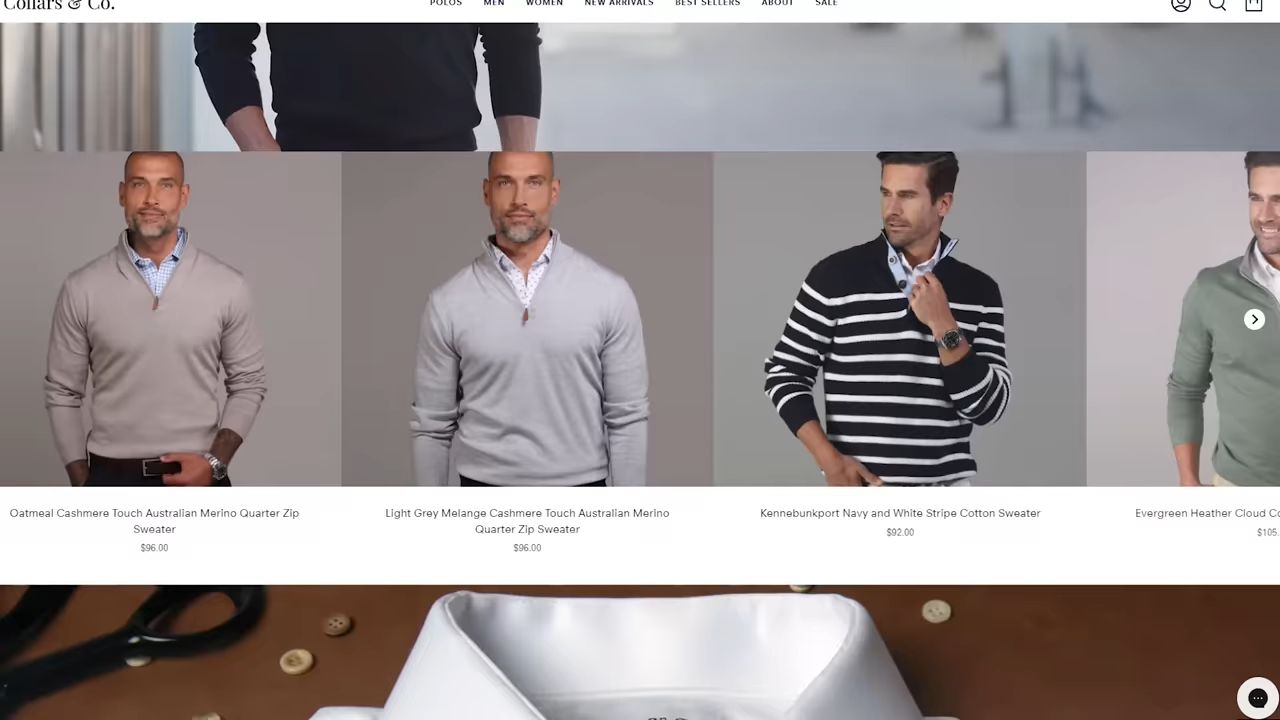 Collars & Co.
POLOS MEN WOMEN NEW ARRIVALS BEST SELLERS ABOUT SALE
Oatmeal Cashmere Touch Australian Merino Quarter Zip
Sweater
$96.00
Light Grey Melange Cashmere Touch Australian Merino
Quarter Zip Sweater
$96.00
Kennebunkport Navy and White Stripe Cotton Sweater
$92.00
Evergreen Heather Cloud
$105.